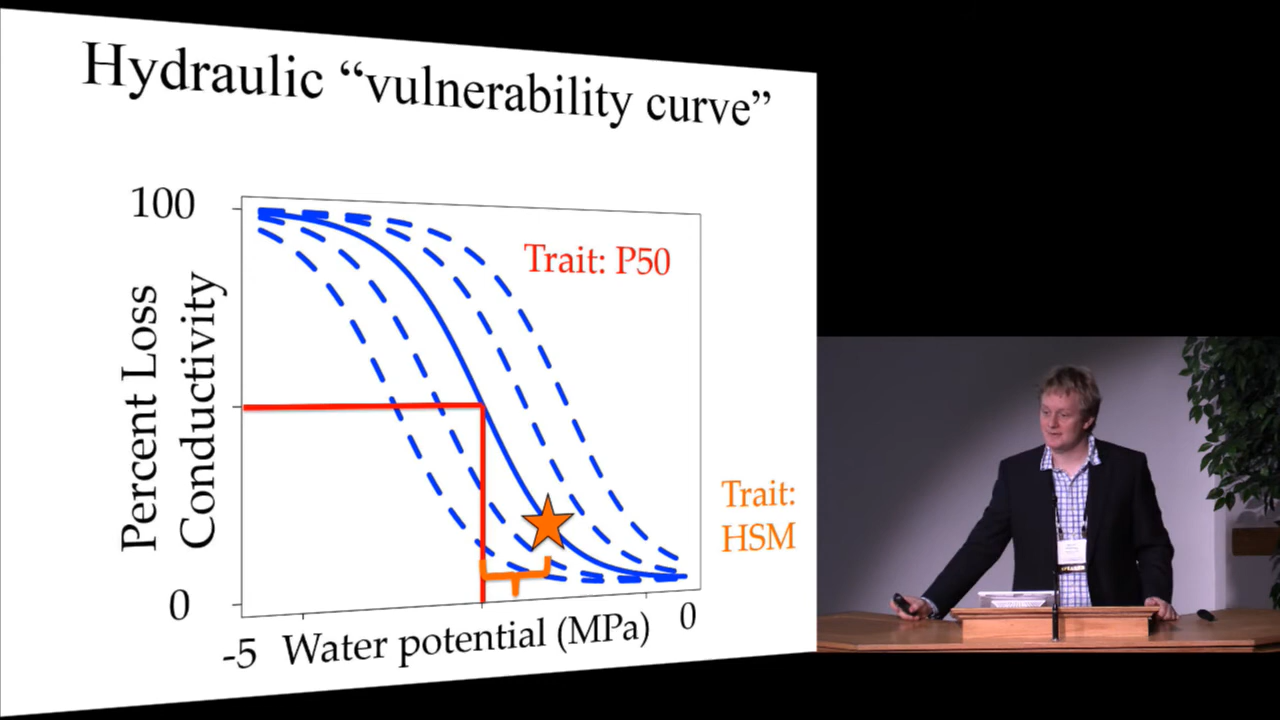 Hydraulic “vulnerability curve”
100
Trait: P50
Percent Loss
Conductivity
Trait:
HSM
0
-5 Water potential (MPa) 0